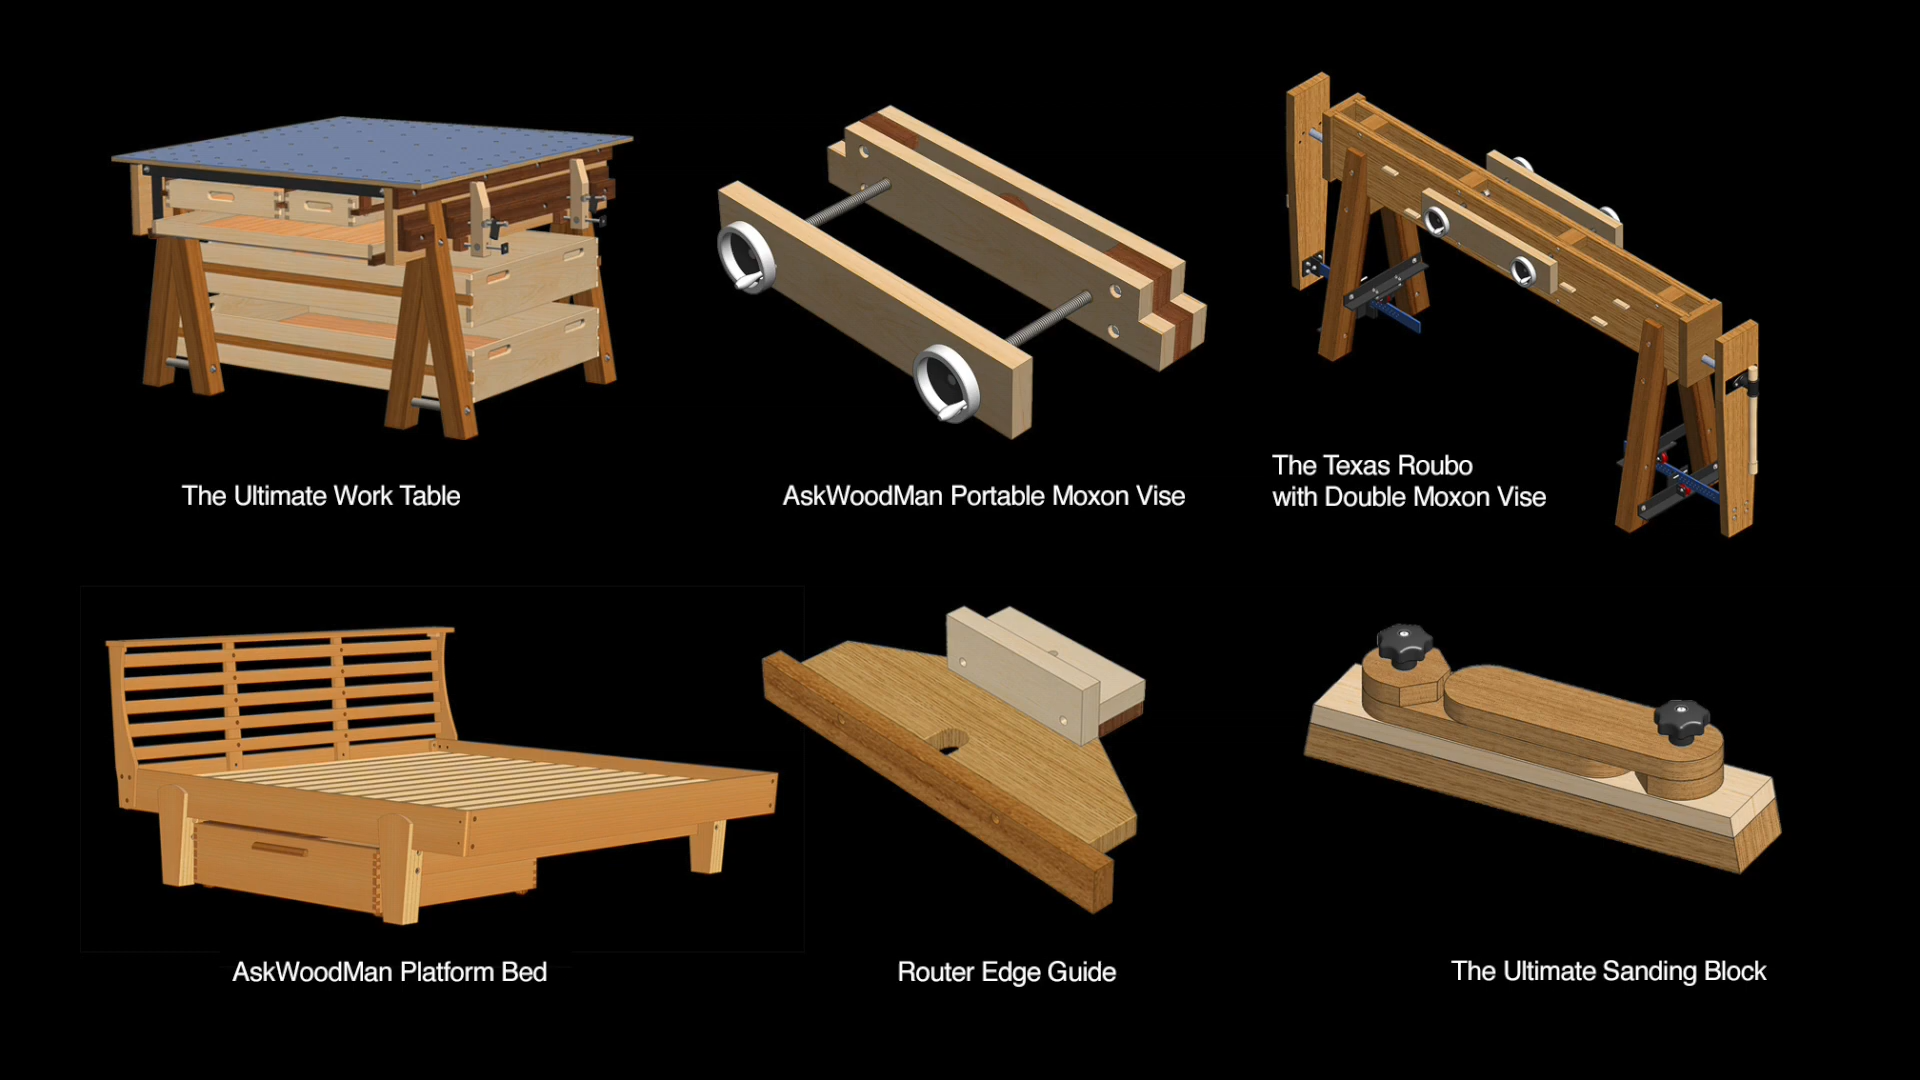 The Ultimate Work Table
AskWoodMan Portable Moxon Vise
The Texas Roubo
with Double Moxon Vise
AskWoodMan Platform Bed
Router Edge Guide
The Ultimate Sanding Block